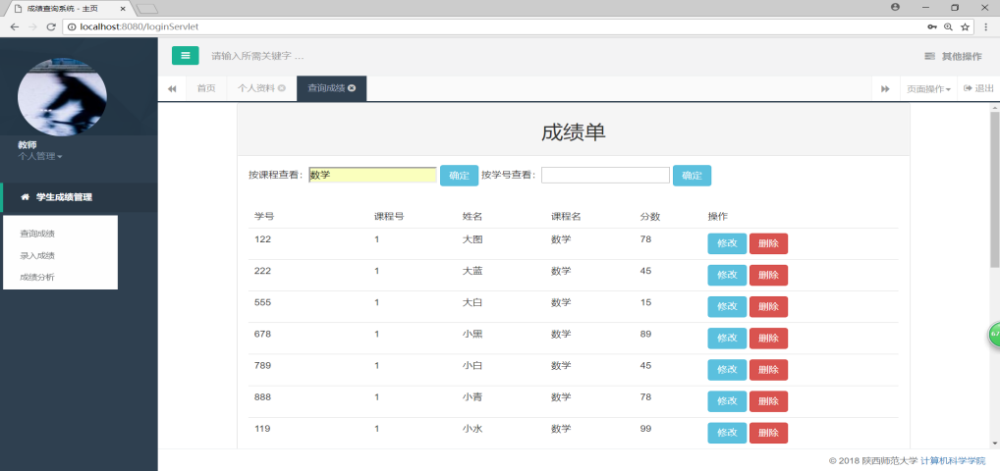 成绩查询系统 - 主页
localhost:8080/loginServlet
请输入所需关键字 ...
其他操作
首页 个人资料 查询成绩 页面操作 退出
教师
个人管理
学生成绩管理
查询成绩
录入成绩
成绩分析
成绩单
按课程查看: 数学 确定 按学号查看: 确定
学号 课程号 姓名 课程名 分数 操作
122 1 大图 数学 78 修改 删除
222 1 大蓝 数学 45 修改 删除
555 1 大白 数学 15 修改 删除
678 1 小黑 数学 89 修改 删除
789 1 小白 数学 45 修改 删除
888 1 小青 数学 78 修改 删除
119 1 小水 数学 99 修改 删除
© 2018 陕西师范大学 计算机科学学院